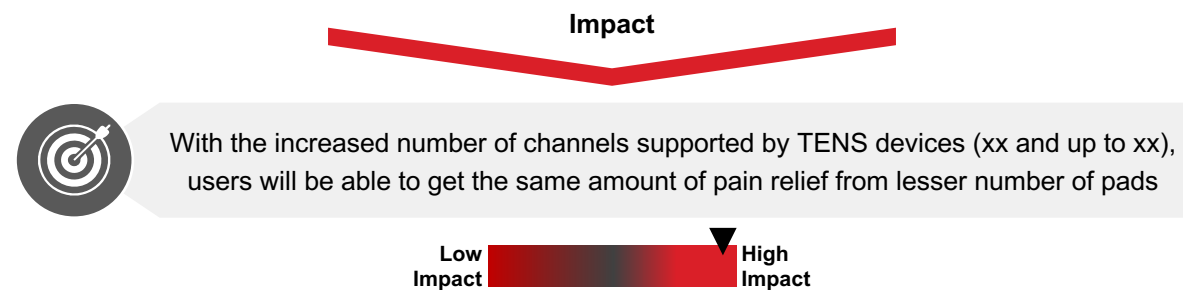 Impact
With the increased number of channels supported by TENS devices (xx and up to xx),
users will be able to get the same amount of pain relief from lesser number of pads
Low
Impact
High
Impact